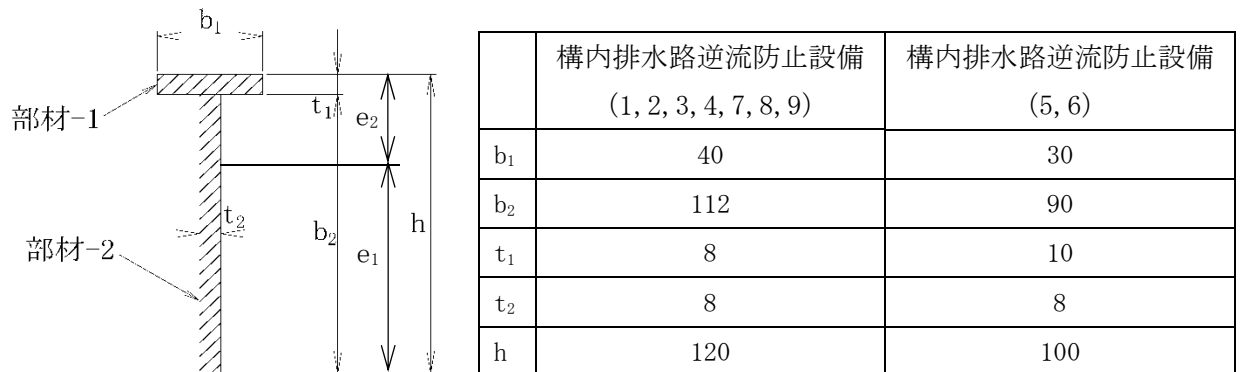 b₁
部材-1
t₁
e₂
t₂
b₂
h
e₁
部材-2
構内排水路逆流防止設備 構内排水路逆流防止設備
(1, 2, 3, 4, 7, 8, 9) (5, 6)
b₁ 40 30
b₂ 112 90
t₁ 8 10
t₂ 8 8
h 120 100